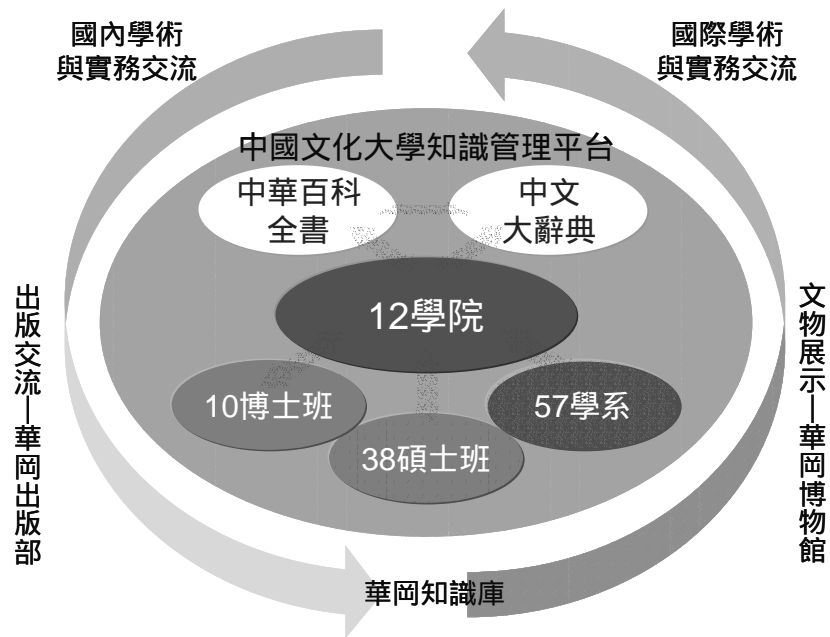 國內學術
與實務交流
國際學術
與實務交流
中國文化大學知識管理平台
中華百科
全書
中文
大辭典
12學院
10博士班
57學系
38碩士班
出版交流—華岡出版部
文物展示—華岡博物館
華岡知識庫